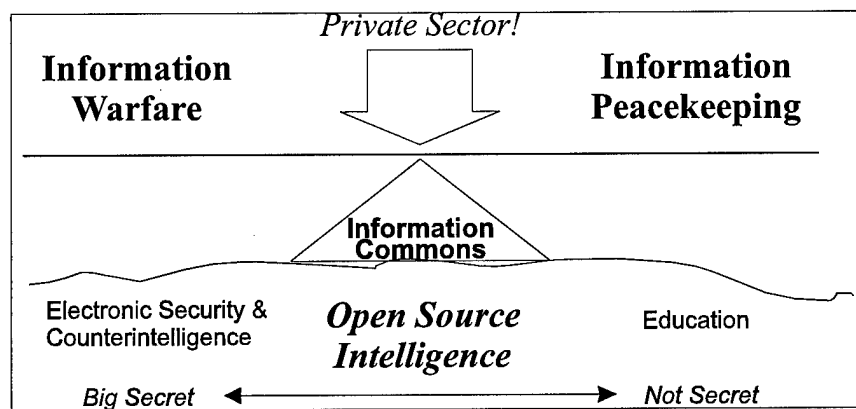 Private Sector!
Information
Warfare
Information
Peacekeeping
Information
Commons
Electronic Security &
Counterintelligence
Open Source
Intelligence
Education
Big Secret
Not Secret